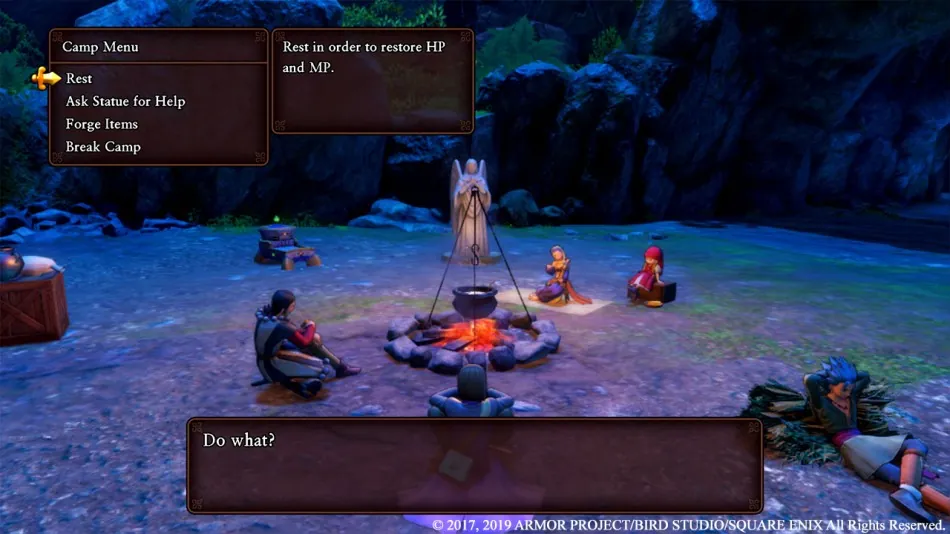 Camp Menu
Rest
Ask Statue for Help
Forge Items
Break Camp
Rest in order to restore HP
and MP.
Do what?
© 2017, 2019 ARMOR PROJECT/BIRD STUDIO/SQUARE ENIX All Rights Reserved.